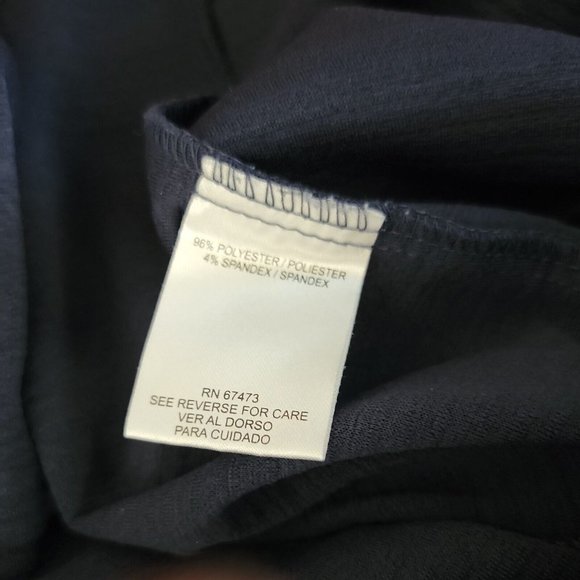 96% POLYESTER / POLIESTER
4% SPANDEX / SPANDEX
RN 67473
SEE REVERSE FOR CARE
VER AL DORSO
PARA CUIDADO